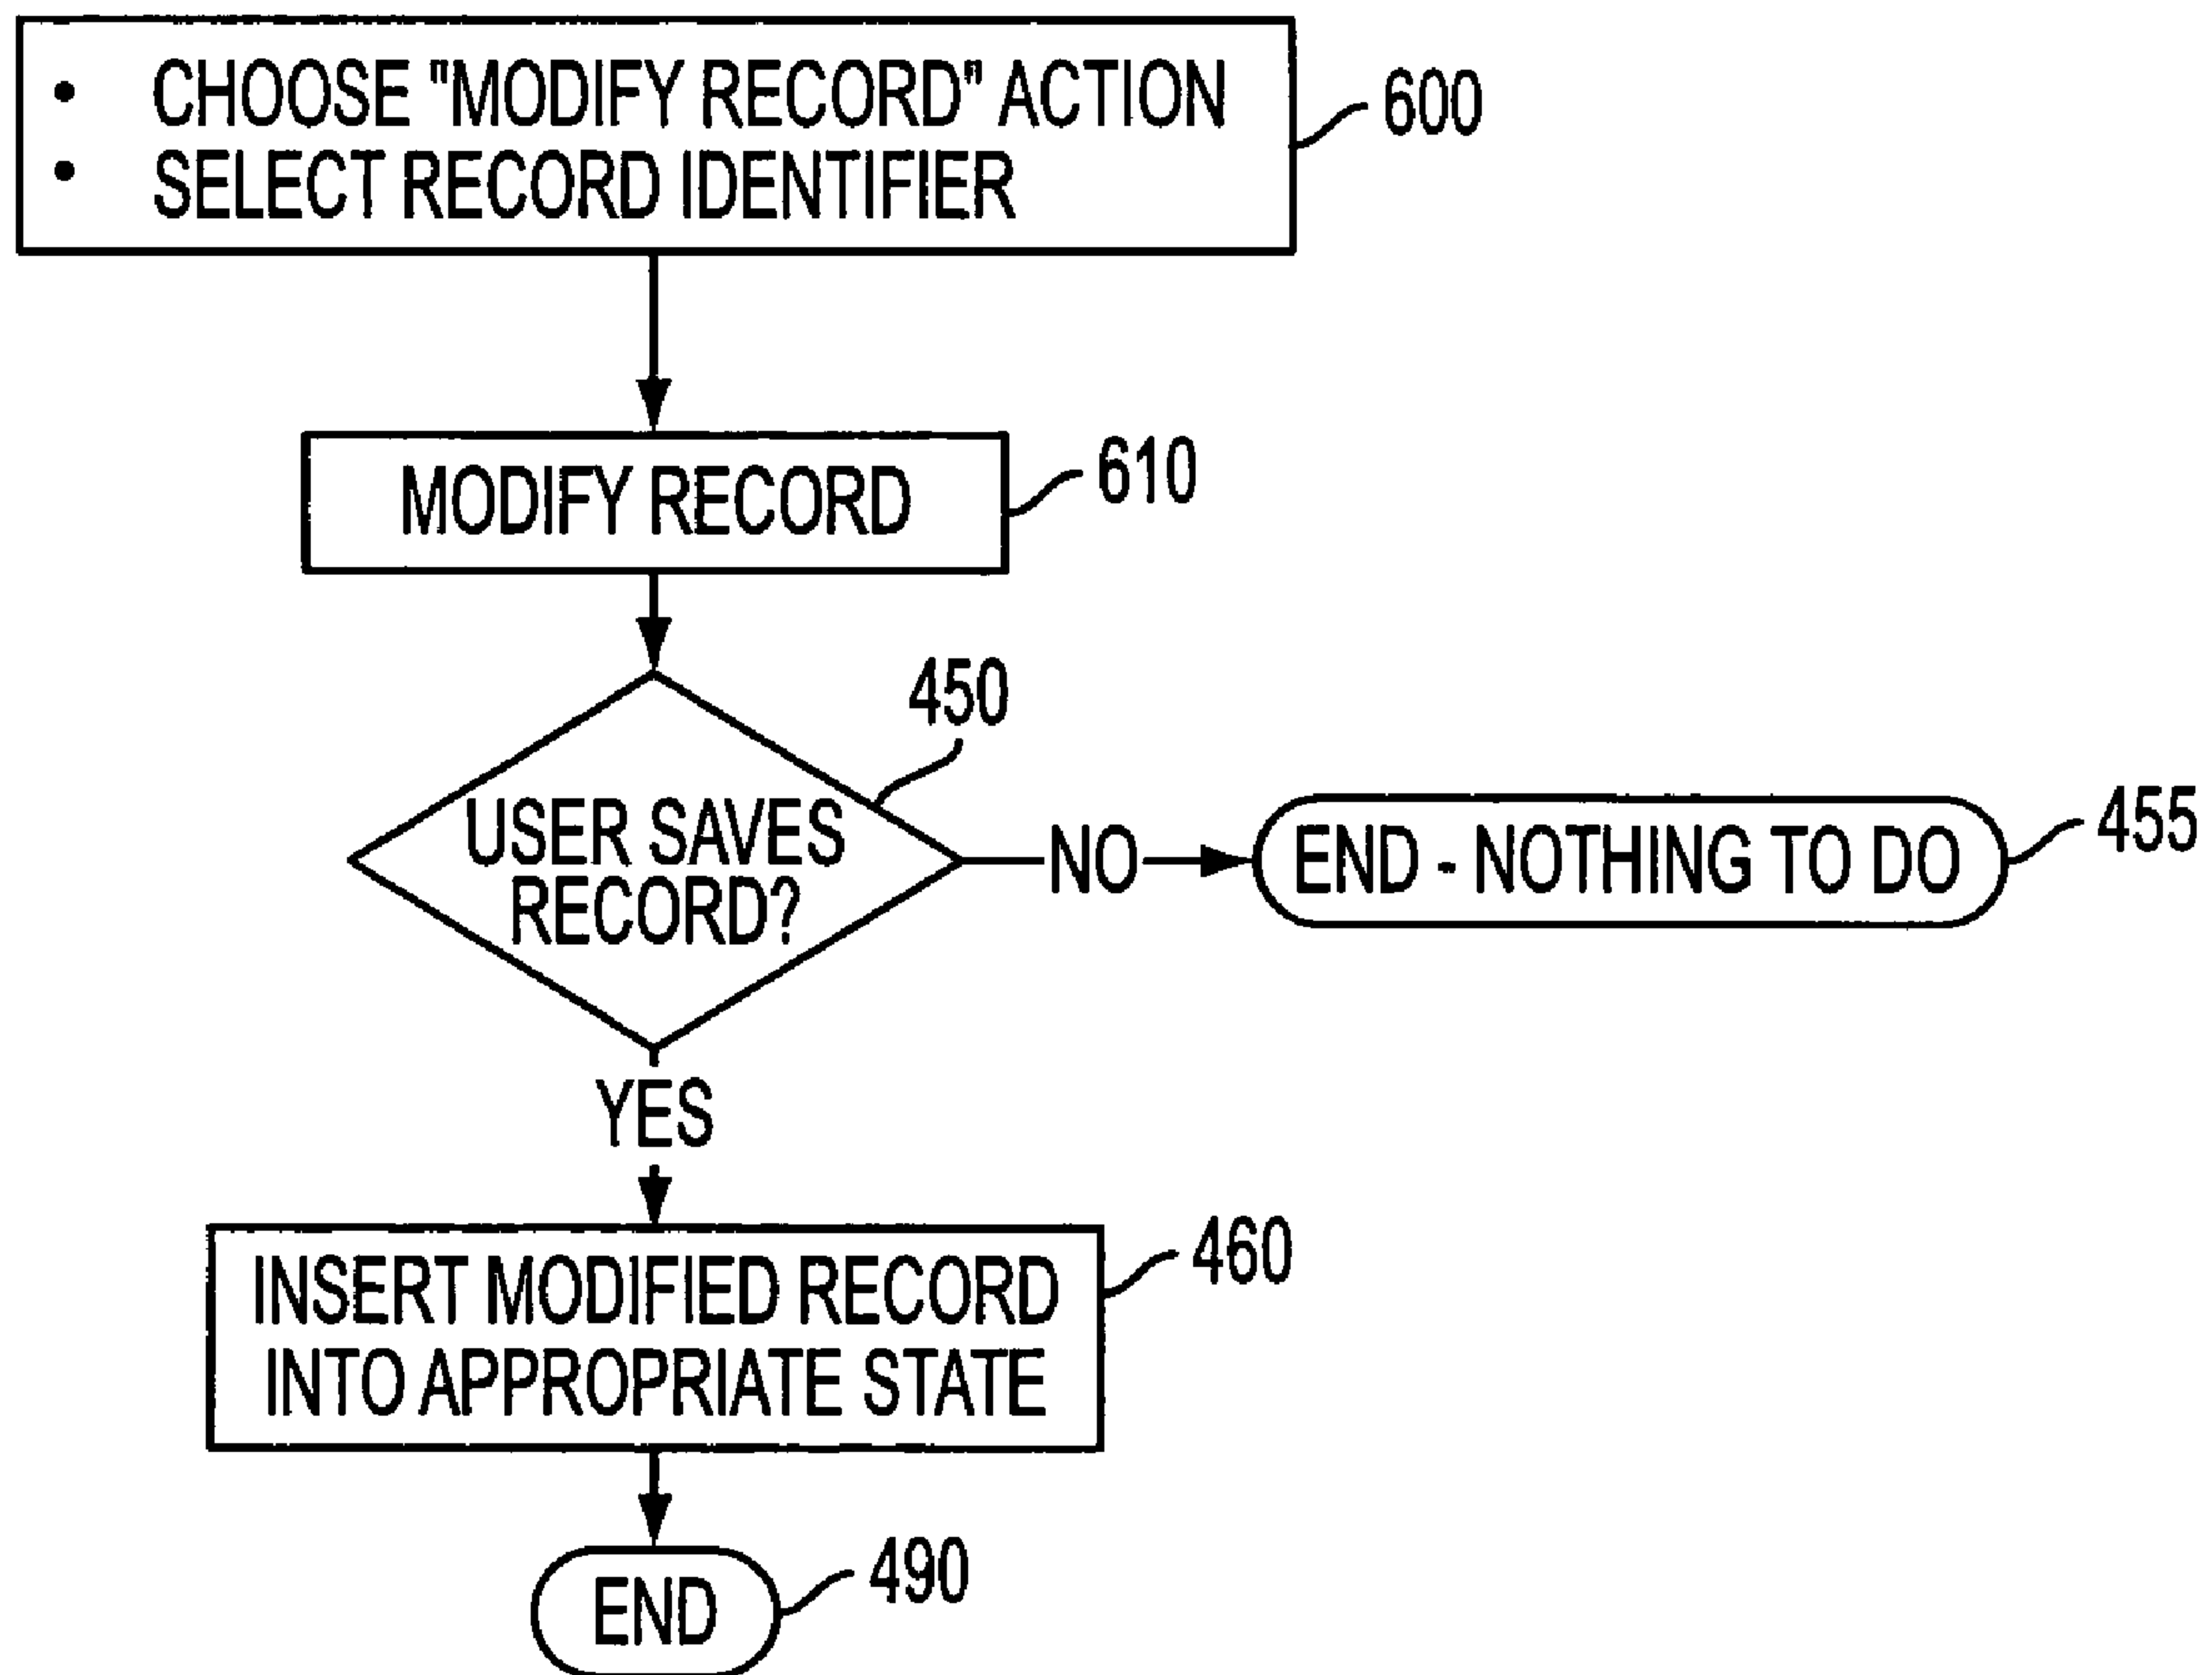 • CHOOSE "MODIFY RECORD" ACTION
• SELECT RECORD IDENTIFIER
600
MODIFY RECORD
610
450
USER SAVES
RECORD?
NO
END - NOTHING TO DO
455
YES
INSERT MODIFIED RECORD
INTO APPROPRIATE STATE
460
END
490